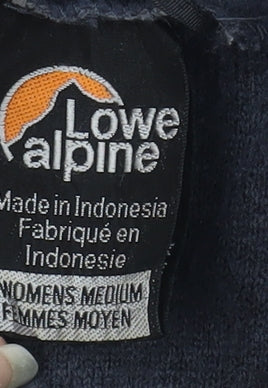 Lowe
alpine
Made in Indonesia
Fabriqué en
Indonesie
WOMENS MEDIUM
FEMMES MOYEN